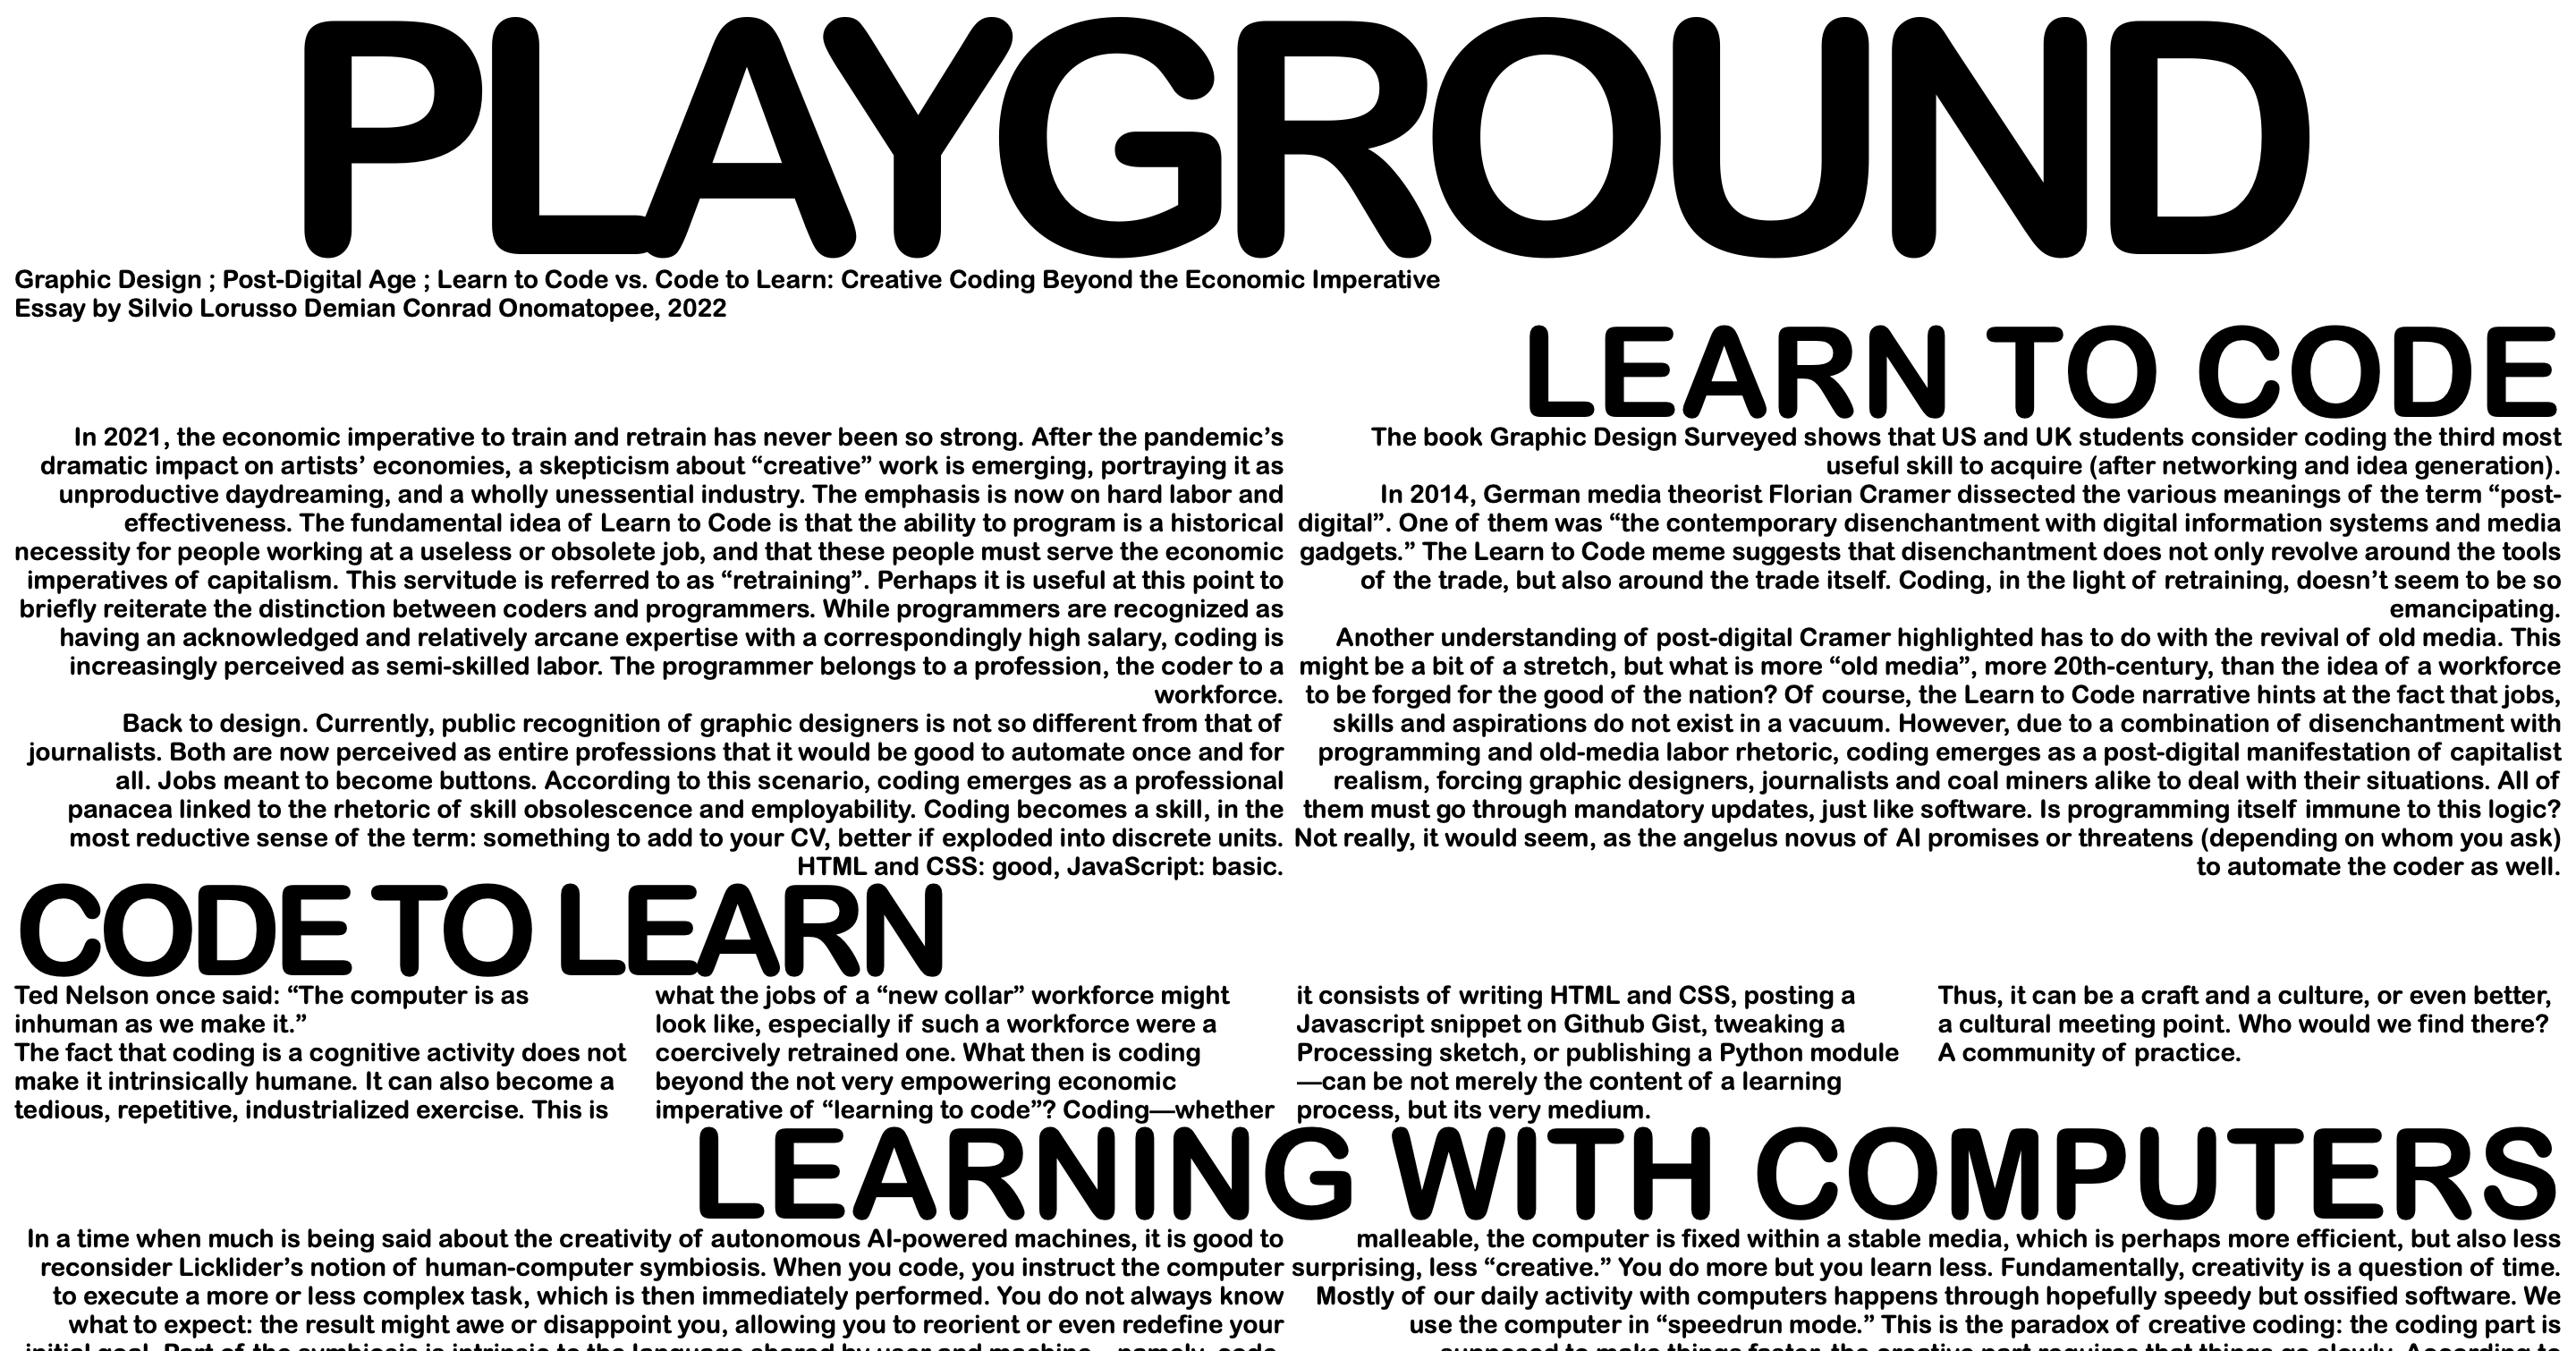 PLAYGROUND
Graphic Design ; Post-Digital Age ; Learn to Code vs. Code to Learn: Creative Coding Beyond the Economic Imperative
Essay by Silvio Lorusso Demian Conrad Onomatopee, 2022
LEARN TO CODE
In 2021, the economic imperative to train and retrain has never been so strong. After the pandemic’s
dramatic impact on artists’ economies, a skepticism about “creative” work is emerging, portraying it as
unproductive daydreaming, and a wholly unessential industry. The emphasis is now on hard labor and
effectiveness. The fundamental idea of Learn to Code is that the ability to program is a historical
necessity for people working at a useless or obsolete job, and that these people must serve the economic
imperatives of capitalism. This servitude is referred to as “retraining”. Perhaps it is useful at this point to
briefly reiterate the distinction between coders and programmers. While programmers are recognized as
having an acknowledged and relatively arcane expertise with a correspondingly high salary, coding is
increasingly perceived as semi-skilled labor. The programmer belongs to a profession, the coder to a
workforce.
Back to design. Currently, public recognition of graphic designers is not so different from that of
journalists. Both are now perceived as entire professions that it would be good to automate once and for
all. Jobs meant to become buttons. According to this scenario, coding emerges as a professional
panacea linked to the rhetoric of skill obsolescence and employability. Coding becomes a skill, in the
most reductive sense of the term: something to add to your CV, better if exploded into discrete units.
HTML and CSS: good, JavaScript: basic.
The book Graphic Design Surveyed shows that US and UK students consider coding the third most
useful skill to acquire (after networking and idea generation).
In 2014, German media theorist Florian Cramer dissected the various meanings of the term “post-
digital”. One of them was “the contemporary disenchantment with digital information systems and media
gadgets.” The Learn to Code meme suggests that disenchantment does not only revolve around the tools
of the trade, but also around the trade itself. Coding, in the light of retraining, doesn’t seem to be so
emancipating.
Another understanding of post-digital Cramer highlighted has to do with the revival of old media. This
might be a bit of a stretch, but what is more “old media”, more 20th-century, than the idea of a workforce
to be forged for the good of the nation? Of course, the Learn to Code narrative hints at the fact that jobs,
skills and aspirations do not exist in a vacuum. However, due to a combination of disenchantment with
programming and old-media labor rhetoric, coding emerges as a post-digital manifestation of capitalist
realism, forcing graphic designers, journalists and coal miners alike to deal with their situations. All of
them must go through mandatory updates, just like software. Is programming itself immune to this logic?
Not really, it would seem, as the angelus novus of AI promises or threatens (depending on whom you ask)
to automate the coder as well.
CODE TO LEARN
Ted Nelson once said: “The computer is as
inhuman as we make it.”
The fact that coding is a cognitive activity does not
make it intrinsically humane. It can also become a
tedious, repetitive, industrialized exercise. This is
what the jobs of a “new collar” workforce might
look like, especially if such a workforce were a
coercively retrained one. What then is coding
beyond the not very empowering economic
imperative of “learning to code”? Coding—whether
it consists of writing HTML and CSS, posting a
Javascript snippet on Github Gist, tweaking a
Processing sketch, or publishing a Python module
—can be not merely the content of a learning
process, but its very medium.
Thus, it can be a craft and a culture, or even better,
a cultural meeting point. Who would we find there?
A community of practice.
LEARNING WITH COMPUTERS
In a time when much is being said about the creativity of autonomous AI-powered machines, it is good to
reconsider Licklider’s notion of human-computer symbiosis. When you code, you instruct the computer
to execute a more or less complex task, which is then immediately performed. You do not always know
what to expect: the result might awe or disappoint you, allowing you to reorient or even redefine your
initial goal. Part of the symbiosis is intrinsic to the language shared by user and machine—namely, code.
malleable, the computer is fixed within a stable media, which is perhaps more efficient, but also less
surprising, less “creative.” You do more but you learn less. Fundamentally, creativity is a question of time.
Mostly of our daily activity with computers happens through hopefully speedy but ossified software. We
use the computer in “speedrun mode.” This is the paradox of creative coding: the coding part is
supposed to make things faster, the creative part requires that things go slowly. According to